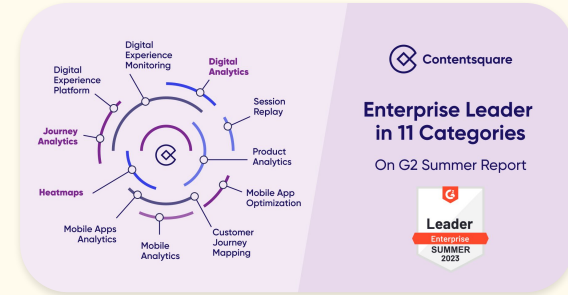 Digital
Experience
Monitoring
Digital
Analytics
Digital
Experience
Platform
Session
Replay
Journey
Analytics
Product
Analytics
Heatmaps
Mobile App
Optimization
Mobile Apps
Analytics
Mobile
Analytics
Customer
Journey
Mapping
Contentsquare
Enterprise Leader
in 11 Categories
On G2 Summer Report
G2
Leader
Enterprise
SUMMER
2023